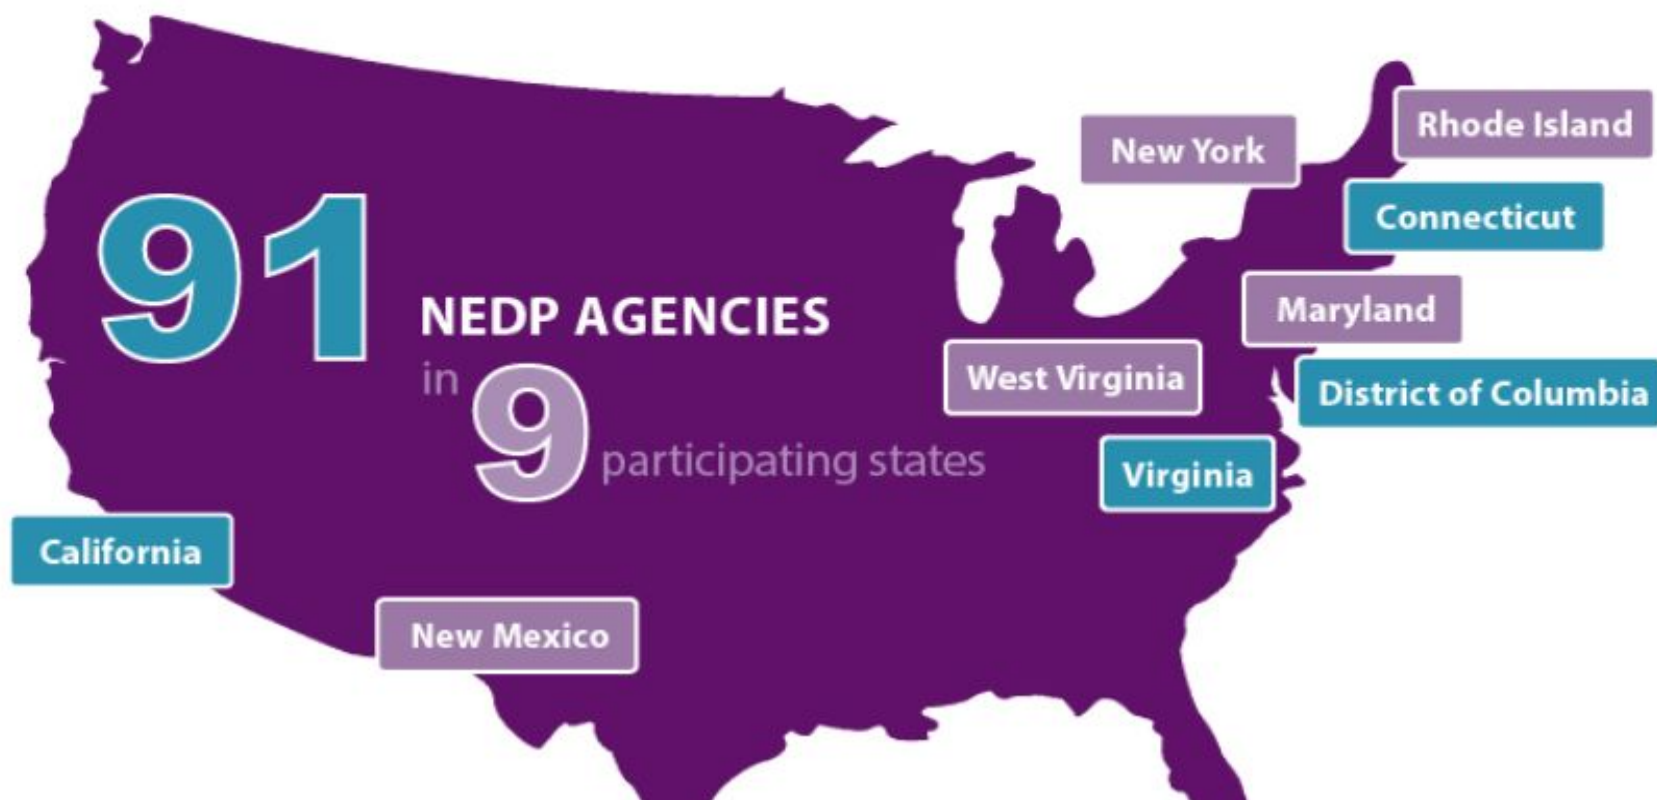 Rhode Island
New York
Connecticut
91
NEDP AGENCIES
Maryland
in 9 participating states
West Virginia
District of Columbia
Virginia
California
New Mexico